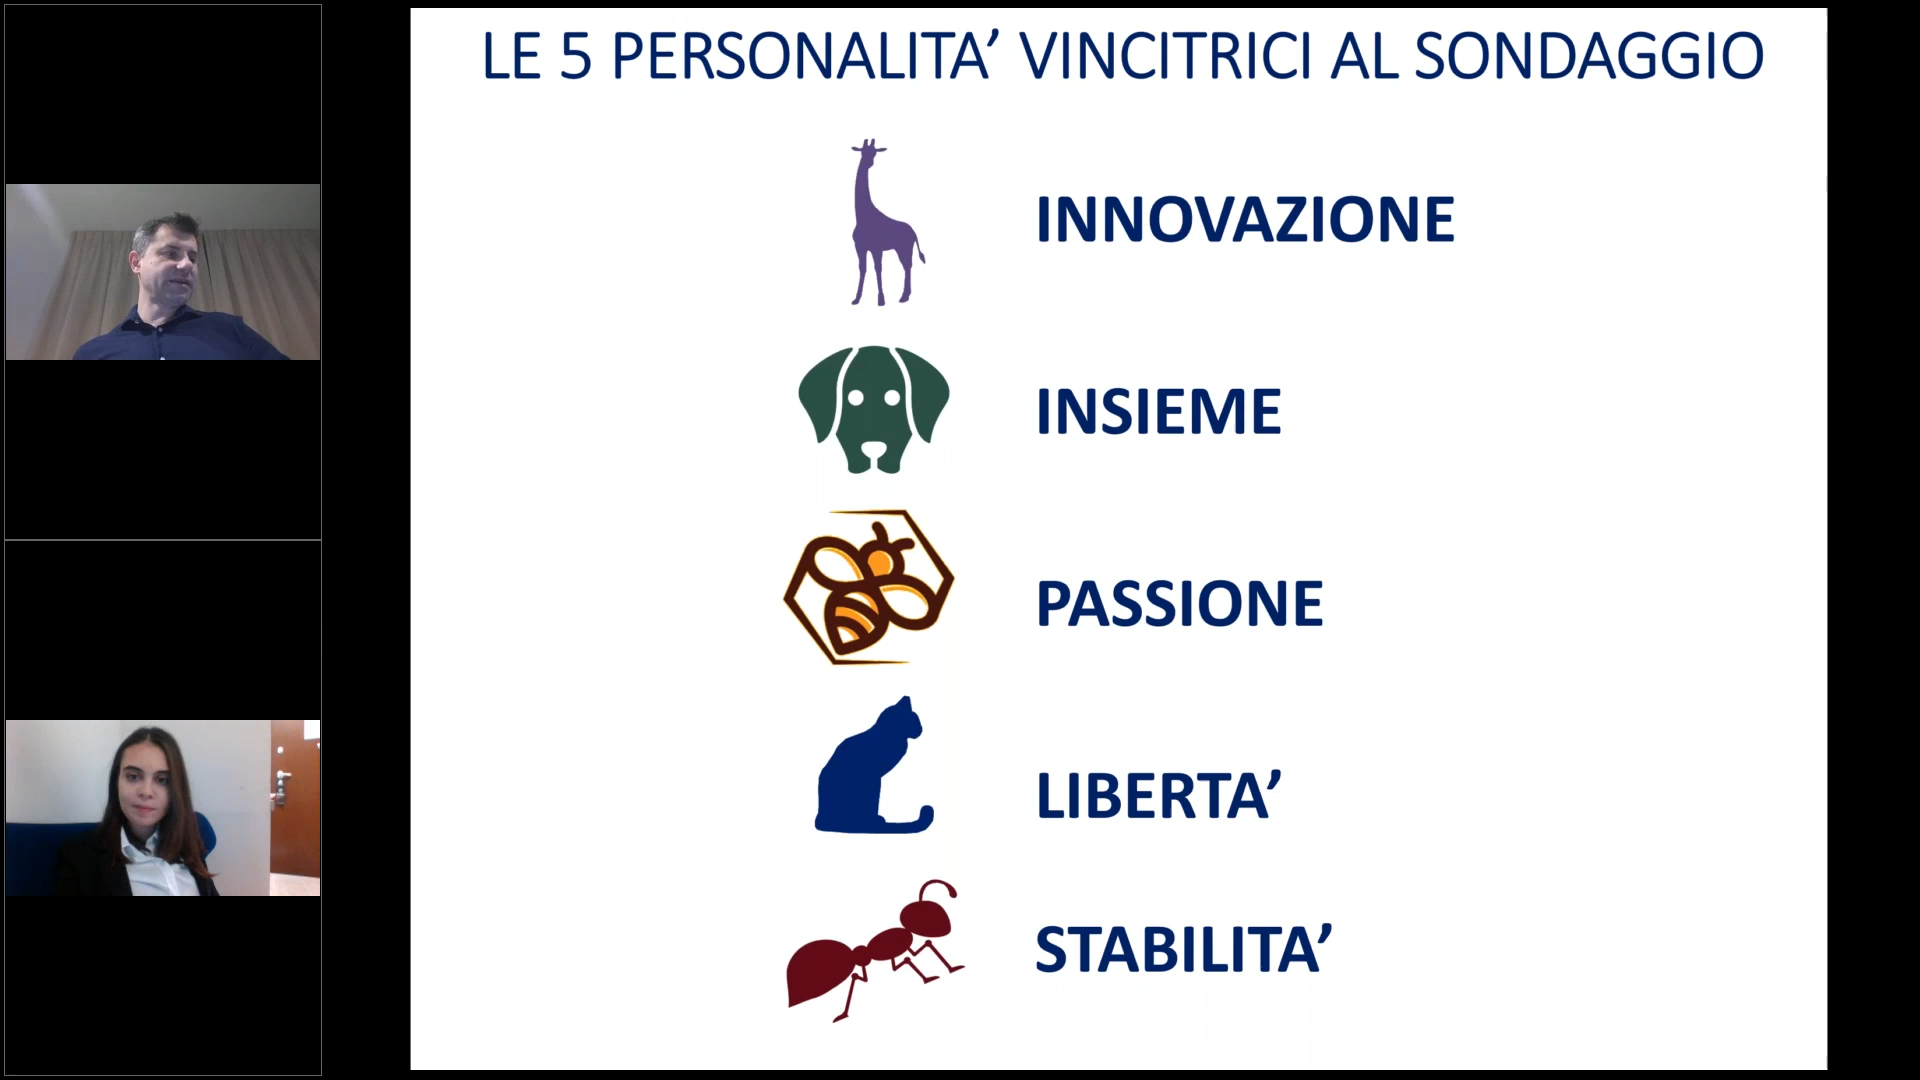 LE 5 PERSONALITA’ VINCITRICI AL SONDAGGIO
INNOVAZIONE
INSIEME
PASSIONE
LIBERTA’
STABILITA’